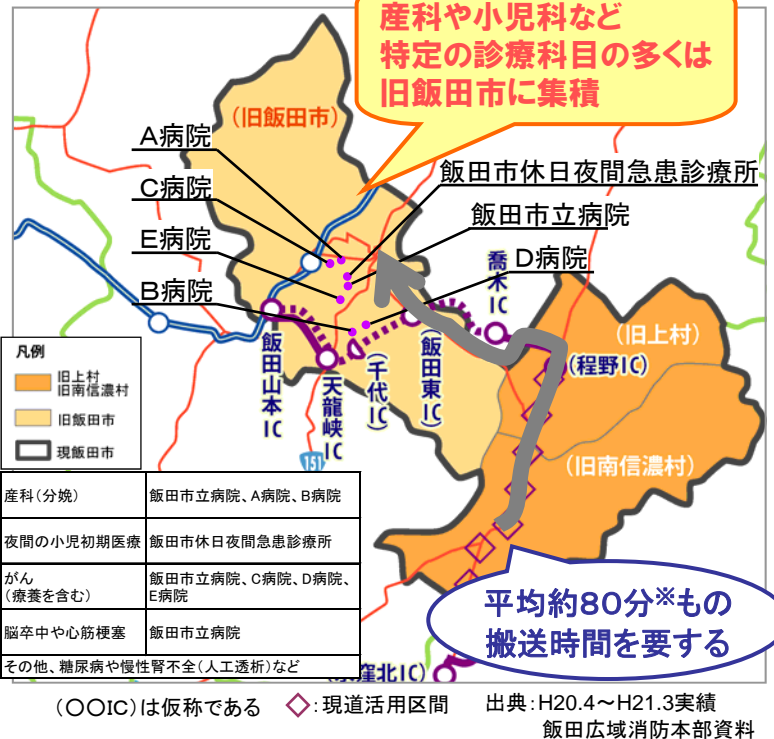 産科や小児科など
特定の診療科目の多くは
旧飯田市に集積
(旧飯田市)
A病院
C病院
E病院
B病院
飯田市休日夜間急患診療所
飯田市立病院
D病院
喬木IC
(旧上村)
(程野IC)
(飯田東IC)
(千代IC)
天龍峡IC
飯田山本IC
(旧南信濃村)
151
凡例
旧上村
旧南信濃村
旧飯田市
現飯田市
産科(分娩) 飯田市立病院、A病院、B病院
夜間の小児初期医療 飯田市休日夜間急患診療所
がん
(療養を含む)
飯田市立病院、C病院、D病院、
E病院
脳卒中や心筋梗塞 飯田市立病院
その他、糖尿病や慢性腎不全(人工透析)など
平均約80分※もの
搬送時間を要する
窪北IC)
(○○IC)は仮称である
◇:現道活用区間
出典:H20.4~H21.3実績
飯田広域消防本部資料